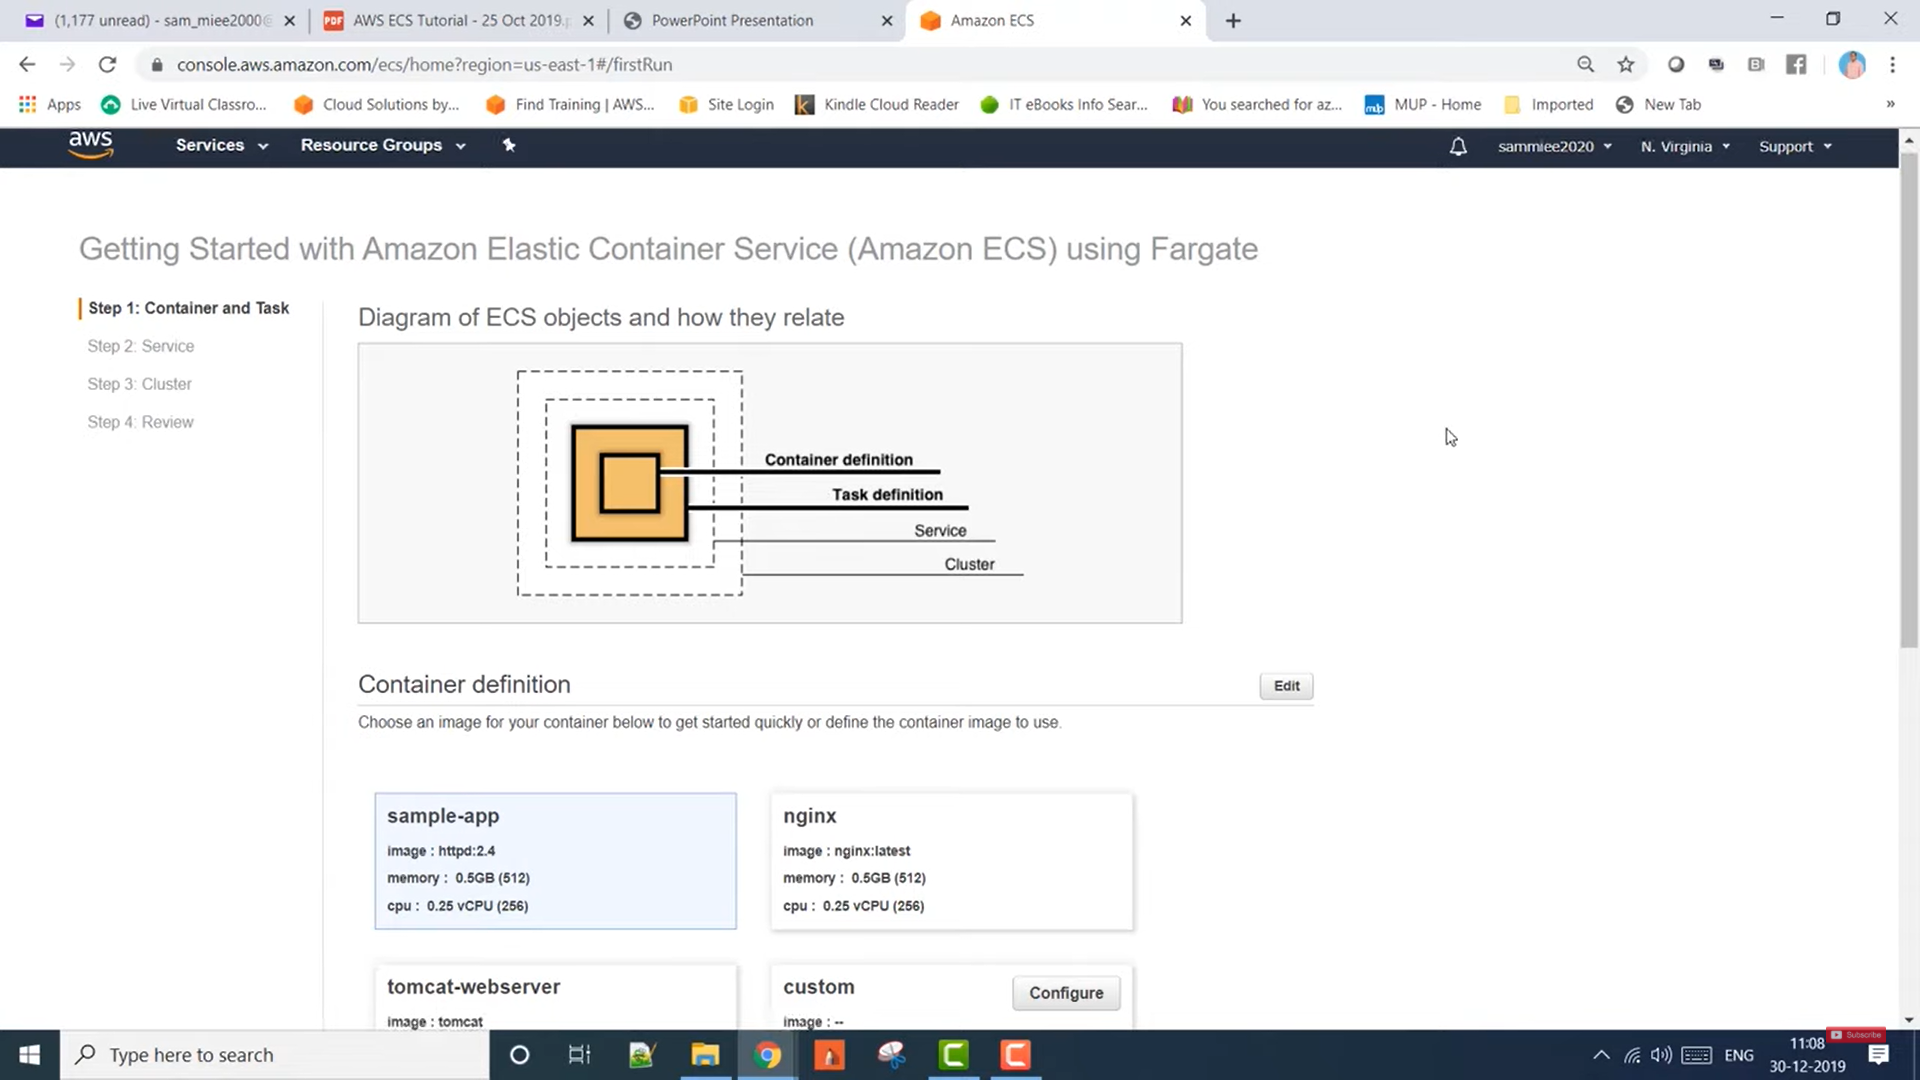 (1,177 unread) - sam_miee2000@
AWS ECS Tutorial - 25 Oct 2019.p
PowerPoint Presentation
Amazon ECS
console.aws.amazon.com/ecs/home?region=us-east-1#/firstRun
Apps
Live Virtual Classro...
Cloud Solutions by...
Find Training | AWS...
Site Login
Kindle Cloud Reader
IT eBooks Info Sear...
You searched for az...
MUP - Home
Imported
New Tab
»
aws
Services
Resource Groups
sammiee2020
N. Virginia
Support
Getting Started with Amazon Elastic Container Service (Amazon ECS) using Fargate
Step 1: Container and Task
Step 2: Service
Step 3: Cluster
Step 4: Review
Diagram of ECS objects and how they relate
Container definition
Task definition
Service
Cluster
Container definition
Edit
Choose an image for your container below to get started quickly or define the container image to use.
sample-app
image : httpd:2.4
memory : 0.5GB (512)
cpu : 0.25 vCPU (256)
nginx
image : nginx:latest
memory : 0.5GB (512)
cpu : 0.25 vCPU (256)
tomcat-webserver
image : tomcat
custom
Configure
image : --
Subscribe
Type here to search
ENG
11:08
30-12-2019